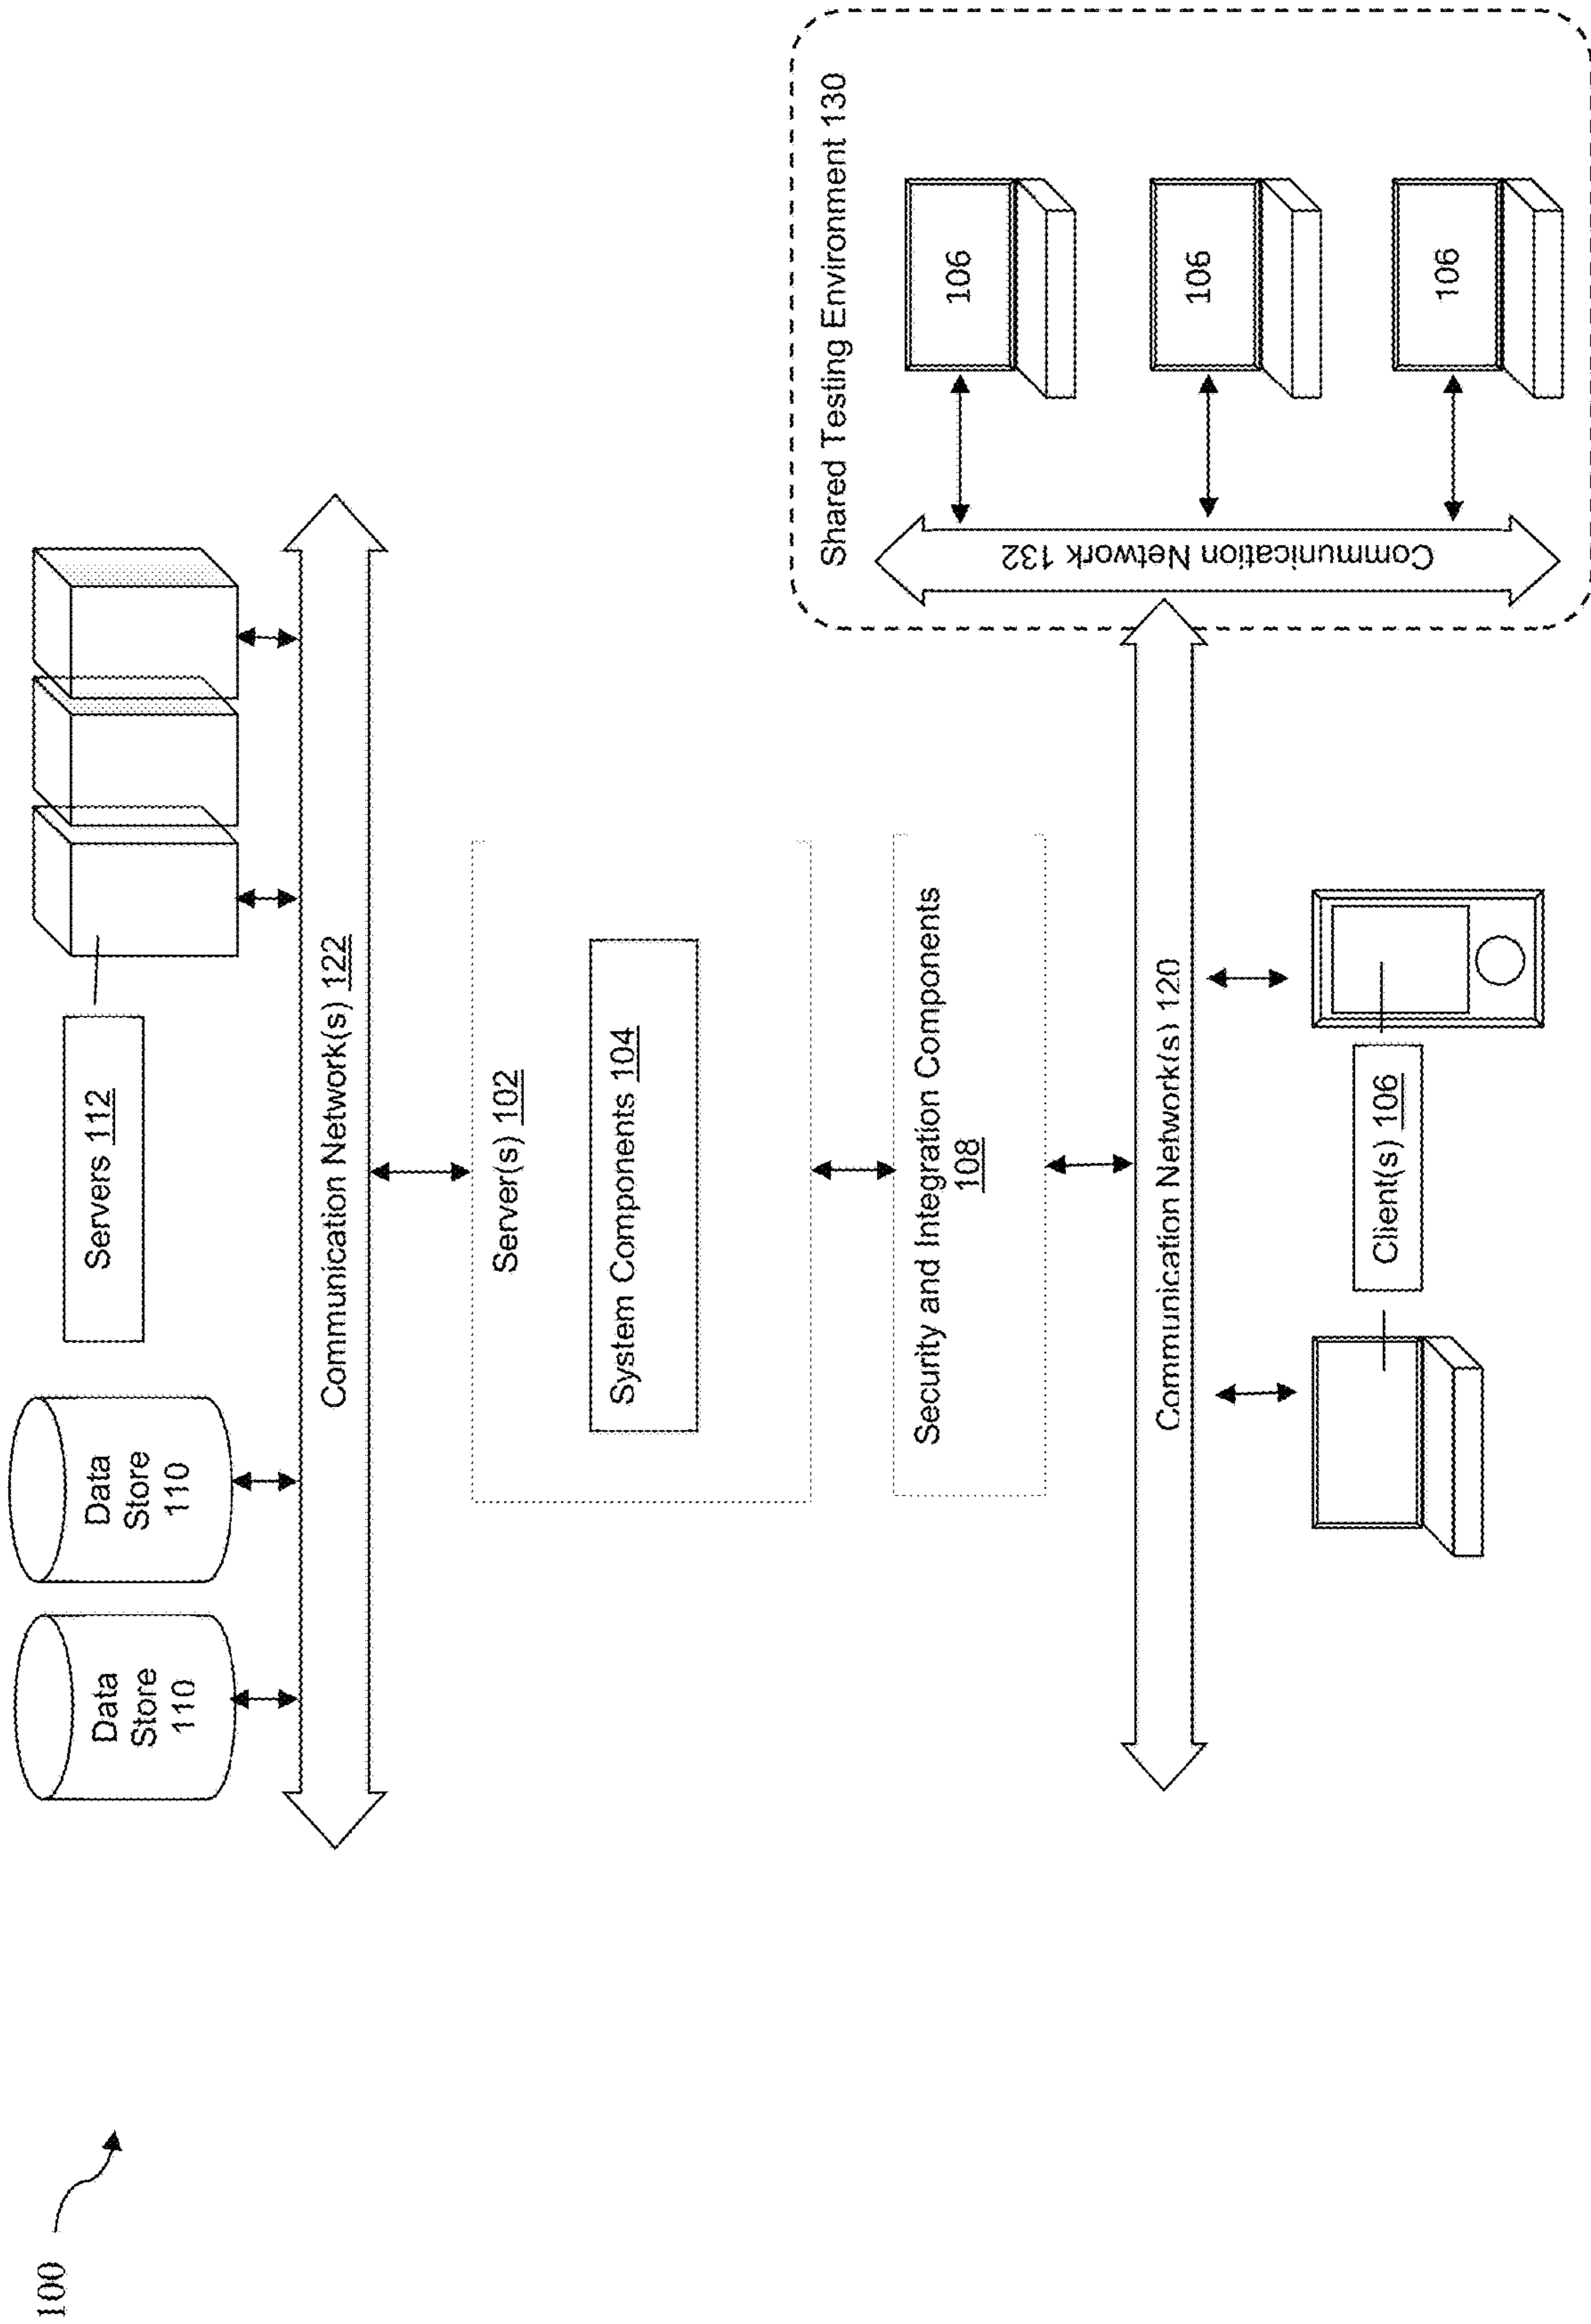 100
Data
Store
110
Data
Store
110
Servers 112
Communication Network(s) 122
Server(s) 102
System Components 104
Security and Integration Components
108
Communication Network(s) 120
Client(s) 106
Shared Testing Environment 130
Communication Network 132
106
106
106